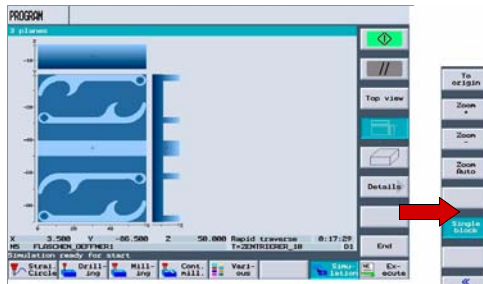 PROGRAM
3 planes
Top view
Details
X 3.500 Y -86.500 Z 50.000 Rapid traverse 0:17:29
N5 FLASCHEN_OEFFNER1 T=ZENTRIERER_10 D1
Simulation ready for start
End
Strai. Circle
Drill- ing
Mill- ing
Cont. mill.
Vari- ous
Simu- lation
Ex- ecute
To origin
Zoom +
Zoom -
Zoom Auto
Single block
«